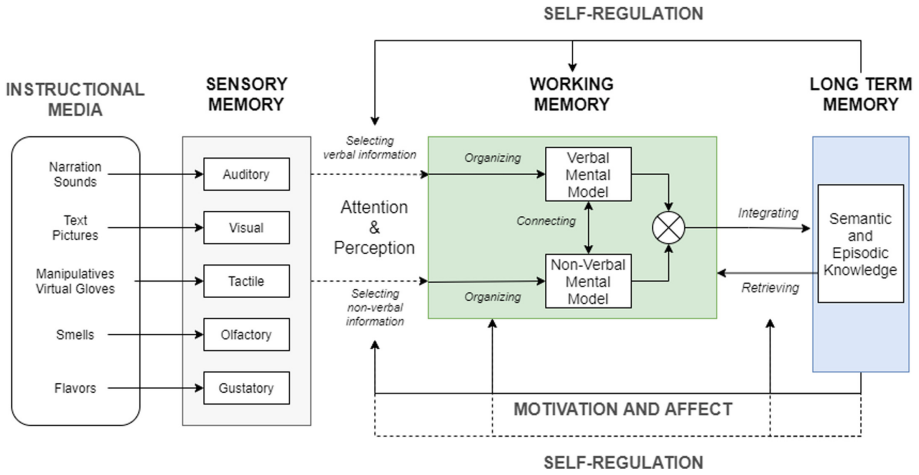 SELF-REGULATION
INSTRUCTIONAL
MEDIA
SENSORY
MEMORY
WORKING
MEMORY
LONG TERM
MEMORY
Narration
Sounds
Text
Pictures
Manipulatives
Virtual Gloves
Smells
Flavors
Auditory
Visual
Tactile
Olfactory
Gustatory
Selecting
verbal information
Attention
&
Perception
Selecting
non-verbal
information
Organizing
Organizing
Verbal
Mental
Model
Connecting
Non-Verbal
Mental
Model
Integrating
Retrieving
Semantic
and
Episodic
Knowledge
MOTIVATION AND AFFECT
SELF-REGULATION